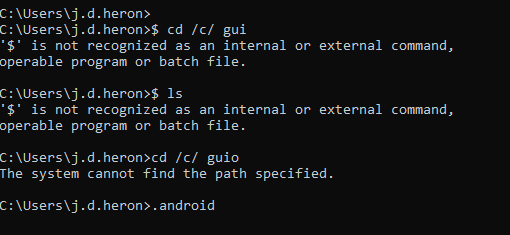 C:\Users\j.d.heron>
C:\Users\j.d.heron>$ cd /c/ gui
'$' is not recognized as an internal or external command,
operable program or batch file.
C:\Users\j.d.heron>$ ls
'$' is not recognized as an internal or external command,
operable program or batch file.
C:\Users\j.d.heron>cd /c/ guio
The system cannot find the path specified.
C:\Users\j.d.heron>.android